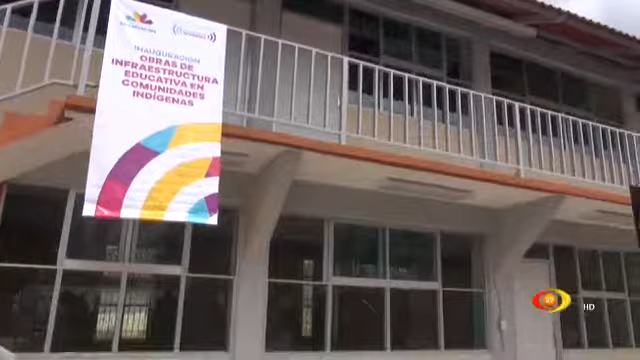 INAUGURACIÓN
OBRAS DE
INFRAESTRUCTURA
EDUCATIVA EN
COMUNIDADES
INDÍGENAS
HD